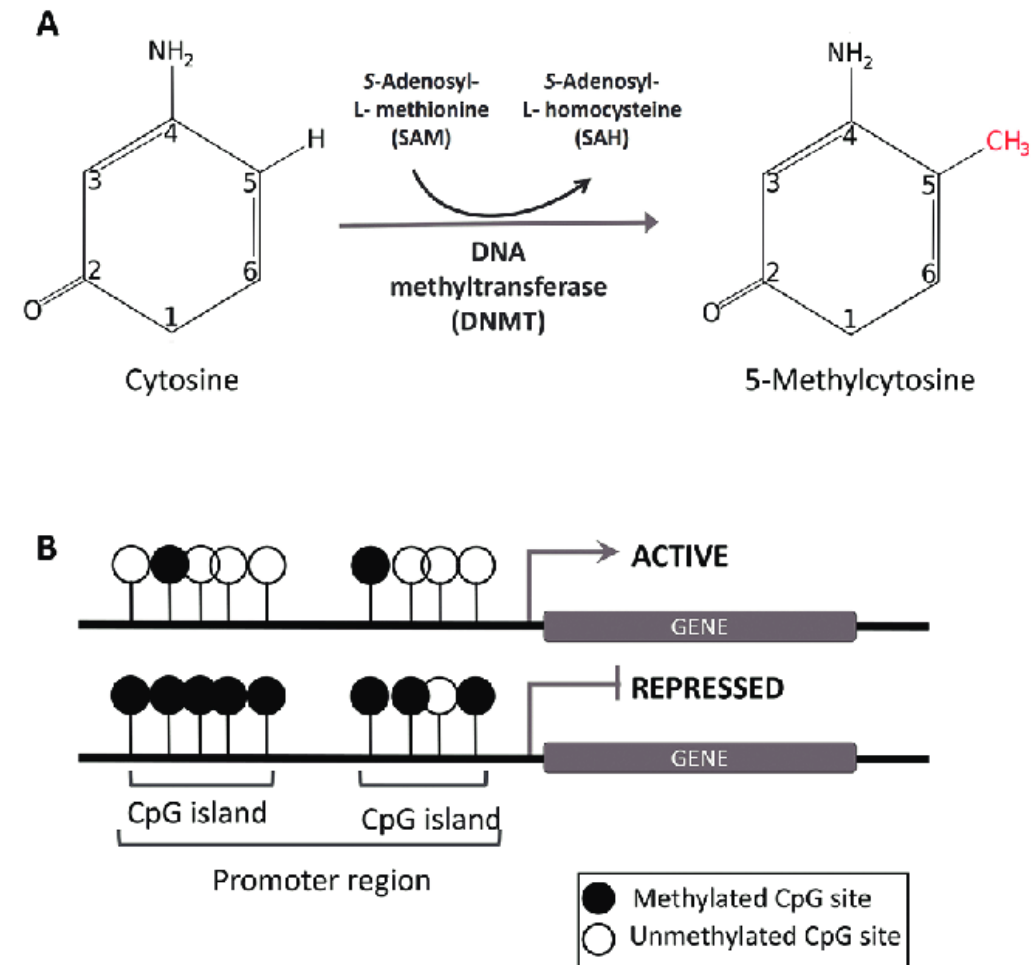 A
NH2
4
H
3
5
2
6
O
1
Cytosine
S-Adenosyl-
L- methionine
(SAM)
S-Adenosyl-
L- homocysteine
(SAH)
DNA
methyltransferase
(DNMT)
NH2
4
CH3
3
5
2
6
O
1
5-Methylcytosine
B
ACTIVE
GENE
REPRESSED
GENE
CpG island
CpG island
Promoter region
Methylated CpG site
Unmethylated CpG site